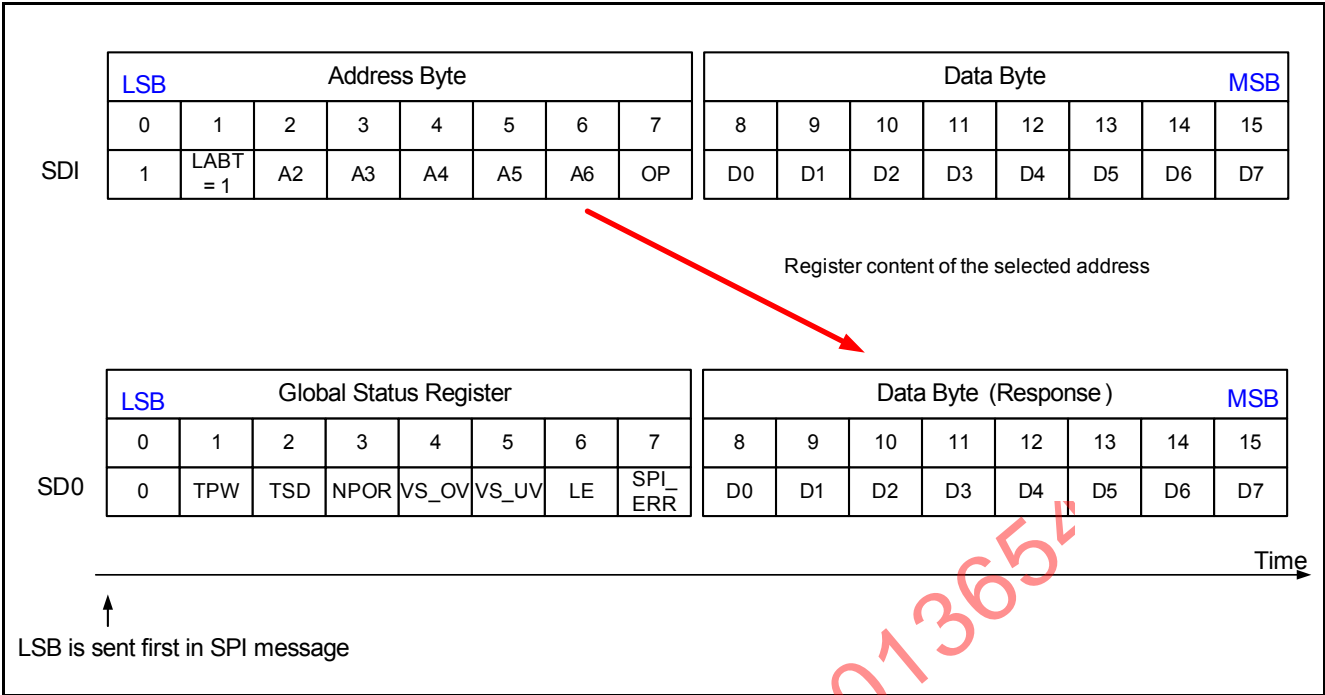 LSB Address Byte Data Byte MSB
0 1 2 3 4 5 6 7 8 9 10 11 12 13 14 15
SDI 1 LABT = 1 A2 A3 A4 A5 A6 OP D0 D1 D2 D3 D4 D5 D6 D7
Register content of the selected address
LSB Global Status Register Data Byte (Response) MSB
0 1 2 3 4 5 6 7 8 9 10 11 12 13 14 15
SD0 0 TPW TSD NPOR VS_OV VS_UV LE SPI_ERR D0 D1 D2 D3 D4 D5 D6 D7
Time
LSB is sent first in SPI message